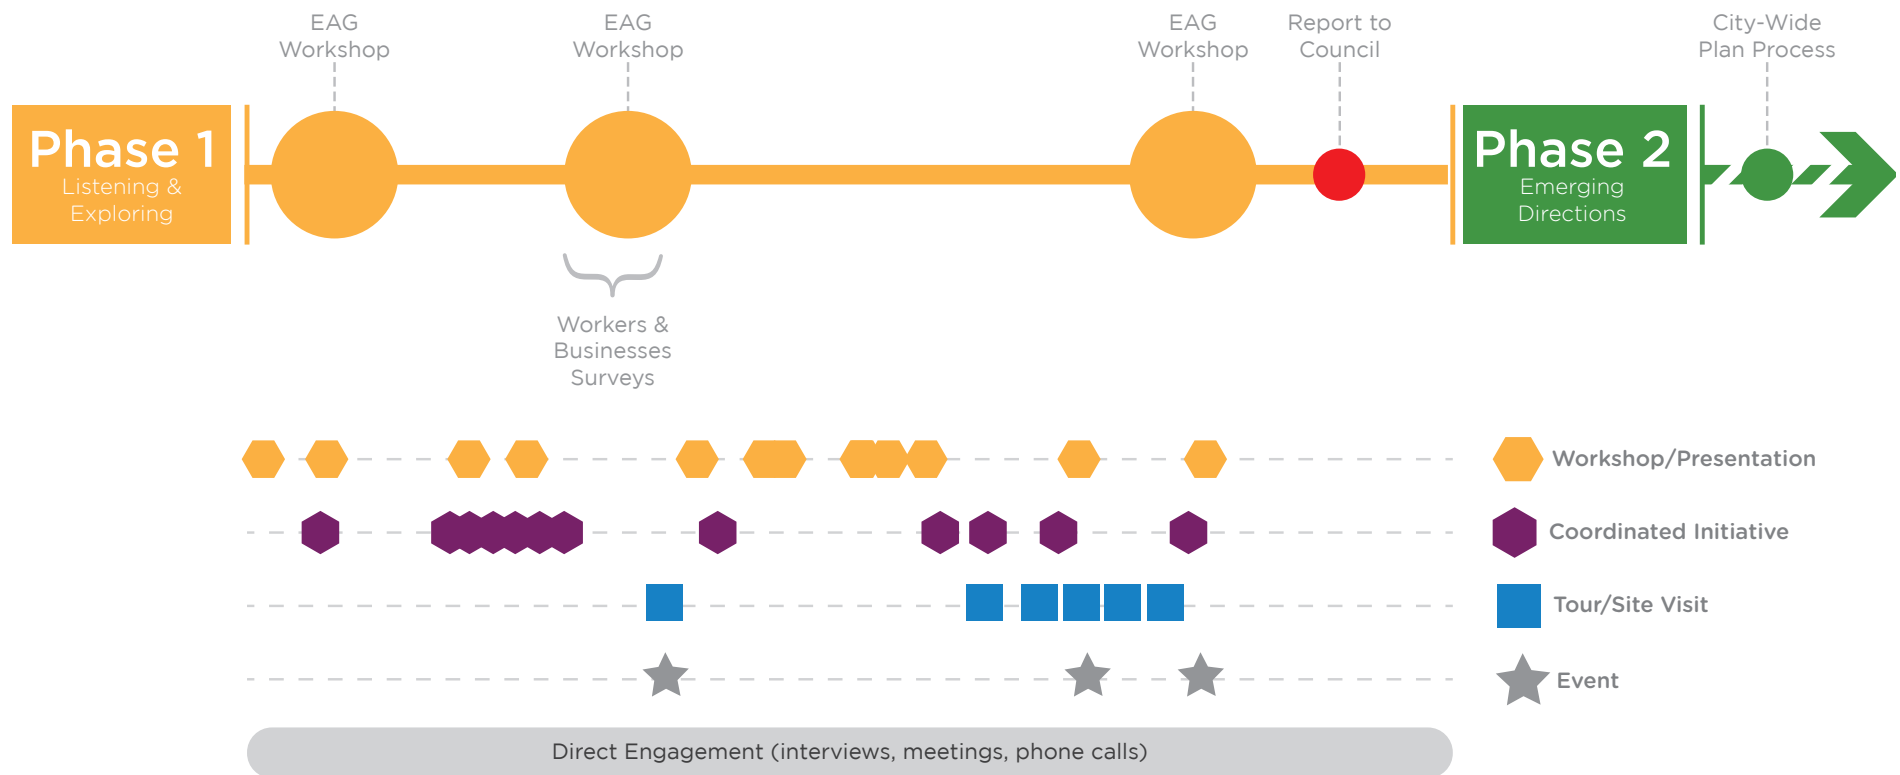 EAG
Workshop
EAG
Workshop
EAG
Workshop
Report to
Council
City-Wide
Plan Process
Phase 1
Listening &
Exploring
Phase 2
Emerging
Directions
Workers &
Businesses
Surveys
Workshop/Presentation
Coordinated Initiative
Tour/Site Visit
Event
Direct Engagement (interviews, meetings, phone calls)